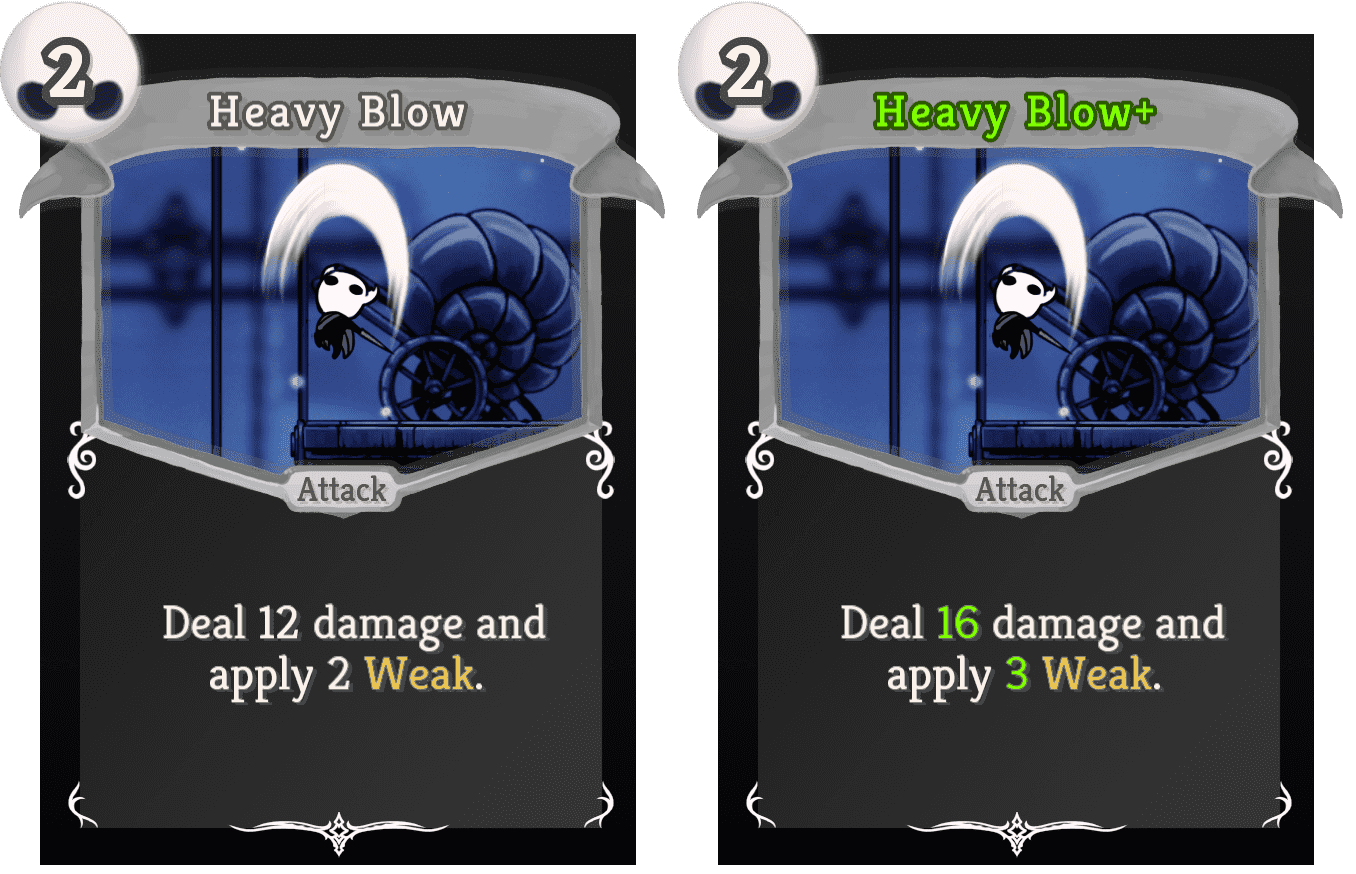 2
Heavy Blow
Attack
Deal 12 damage and
apply 2 Weak.
2
Heavy Blow+
Attack
Deal 16 damage and
apply 3 Weak.